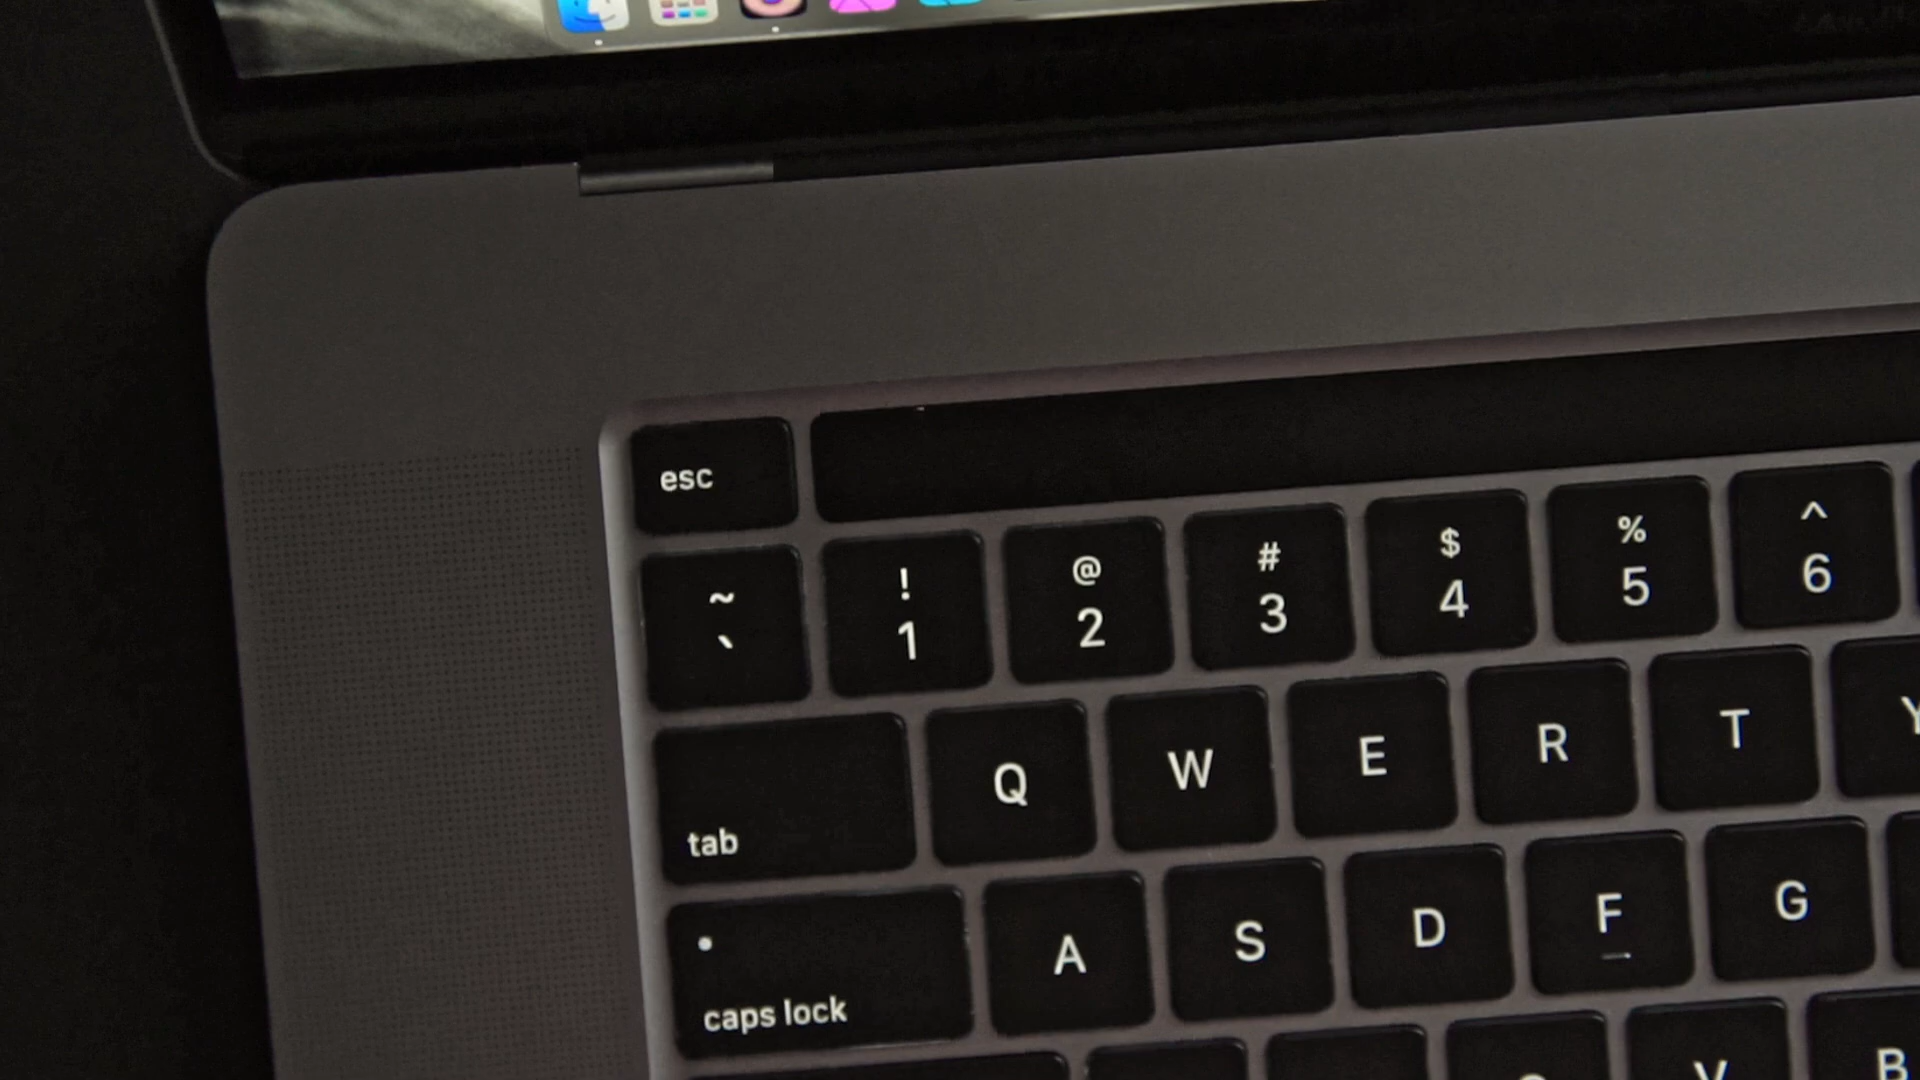 esc
~ ! @ # $ % ^
` 1 2 3 4 5 6
tab Q W E R T Y
caps lock A S D F G
V B